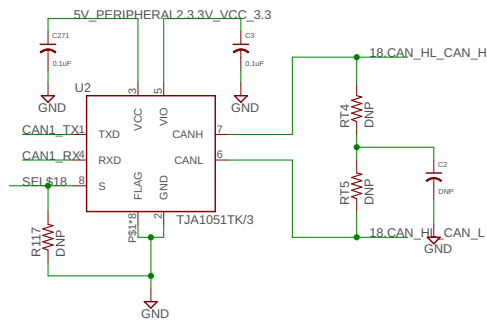 5V_PERIPHERAL2.3.3V_VCC_3.3
C271
0.1uF
GND
C3
0.1uF
GND
U2
3
5
VCC
VIO
18.CAN_HL_CAN_H
CAN1_TX
1
TXD
CANH
7
RT4
DNP
CAN1_RX
4
RXD
CANL
6
SEL$18
8
S
FLAG
GND
RT5
DNP
C2
DNP
P$1*8
2
TJA1051TK/3
R117
DNP
18.CAN_HL_CAN_L
GND
GND